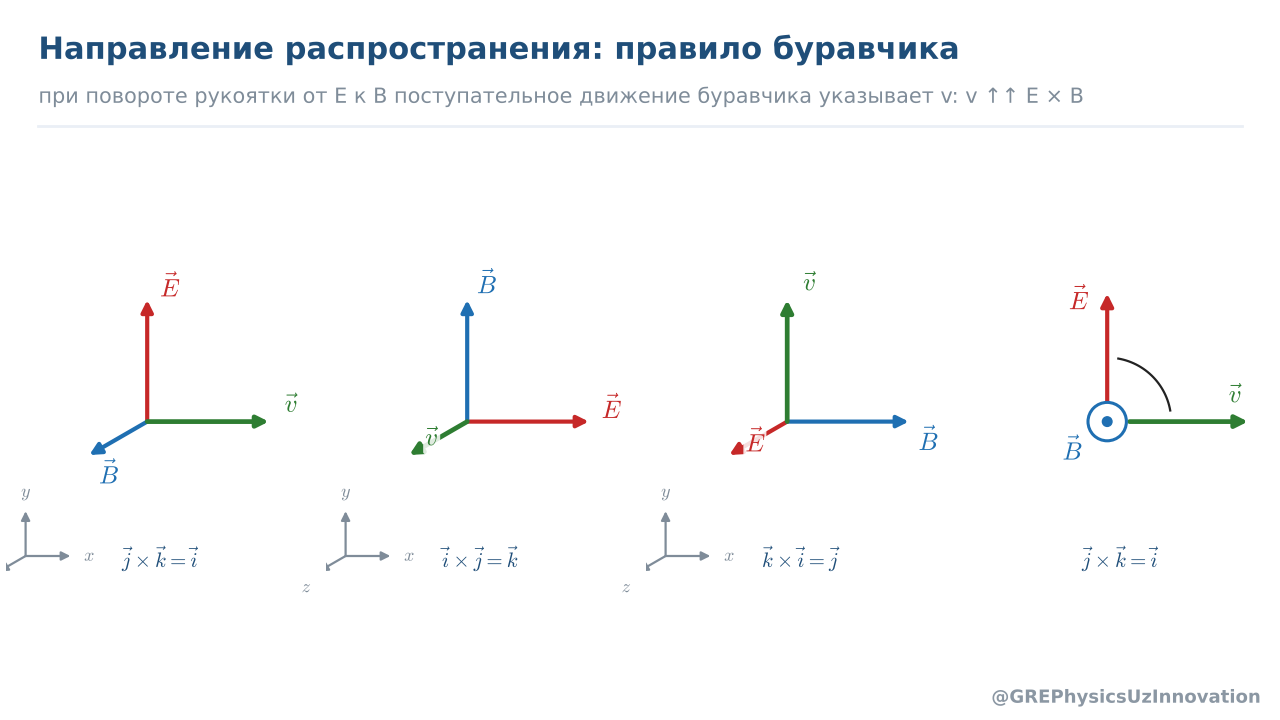 Направление распространения: правило буравчика
при повороте рукоятки от E к B поступательное движение буравчика указывает v: v ↑↑ E × B
E⃗
v⃗
B⃗
B⃗
E⃗
v⃗
v⃗
B⃗
E⃗
E⃗
v⃗
B⃗
y
x
j⃗ × k⃗ = i⃗
y
x
z
i⃗ × j⃗ = k⃗
y
x
z
k⃗ × i⃗ = j⃗
j⃗ × k⃗ = i⃗
@GREPhysicsUzInnovation